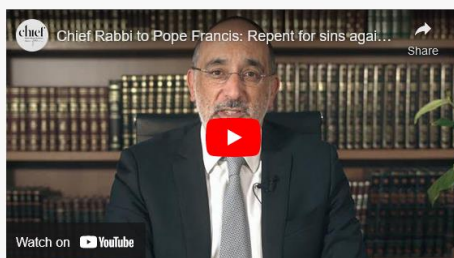 chief
Chief Rabbi to Pope Francis: Repent for sins agai...
Share
Watch on YouTube